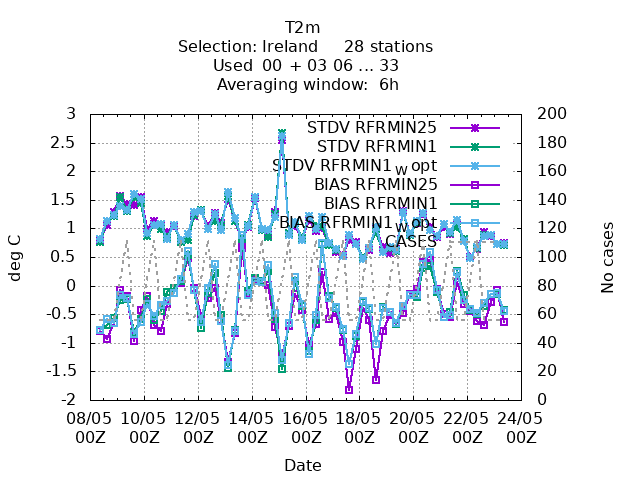 T2m
Selection: Ireland 28 stations
Used 00 + 03 06 ... 33
Averaging window: 6h
3
2.5
2
1.5
1
0.5
0
-0.5
-1
-1.5
-2
deg C
STDV RFRMIN25
STDV RFRMIN1
STDV RFRMIN1wopt
BIAS RFRMIN25
BIAS RFRMIN1
BIAS RFRMIN1wopt
CASES
200
180
160
140
120
100
80
60
40
20
0
No cases
08/05 10/05 12/05 14/05 16/05 18/05 20/05 22/05 24/05
00Z 00Z 00Z 00Z 00Z 00Z 00Z 00Z 00Z
Date